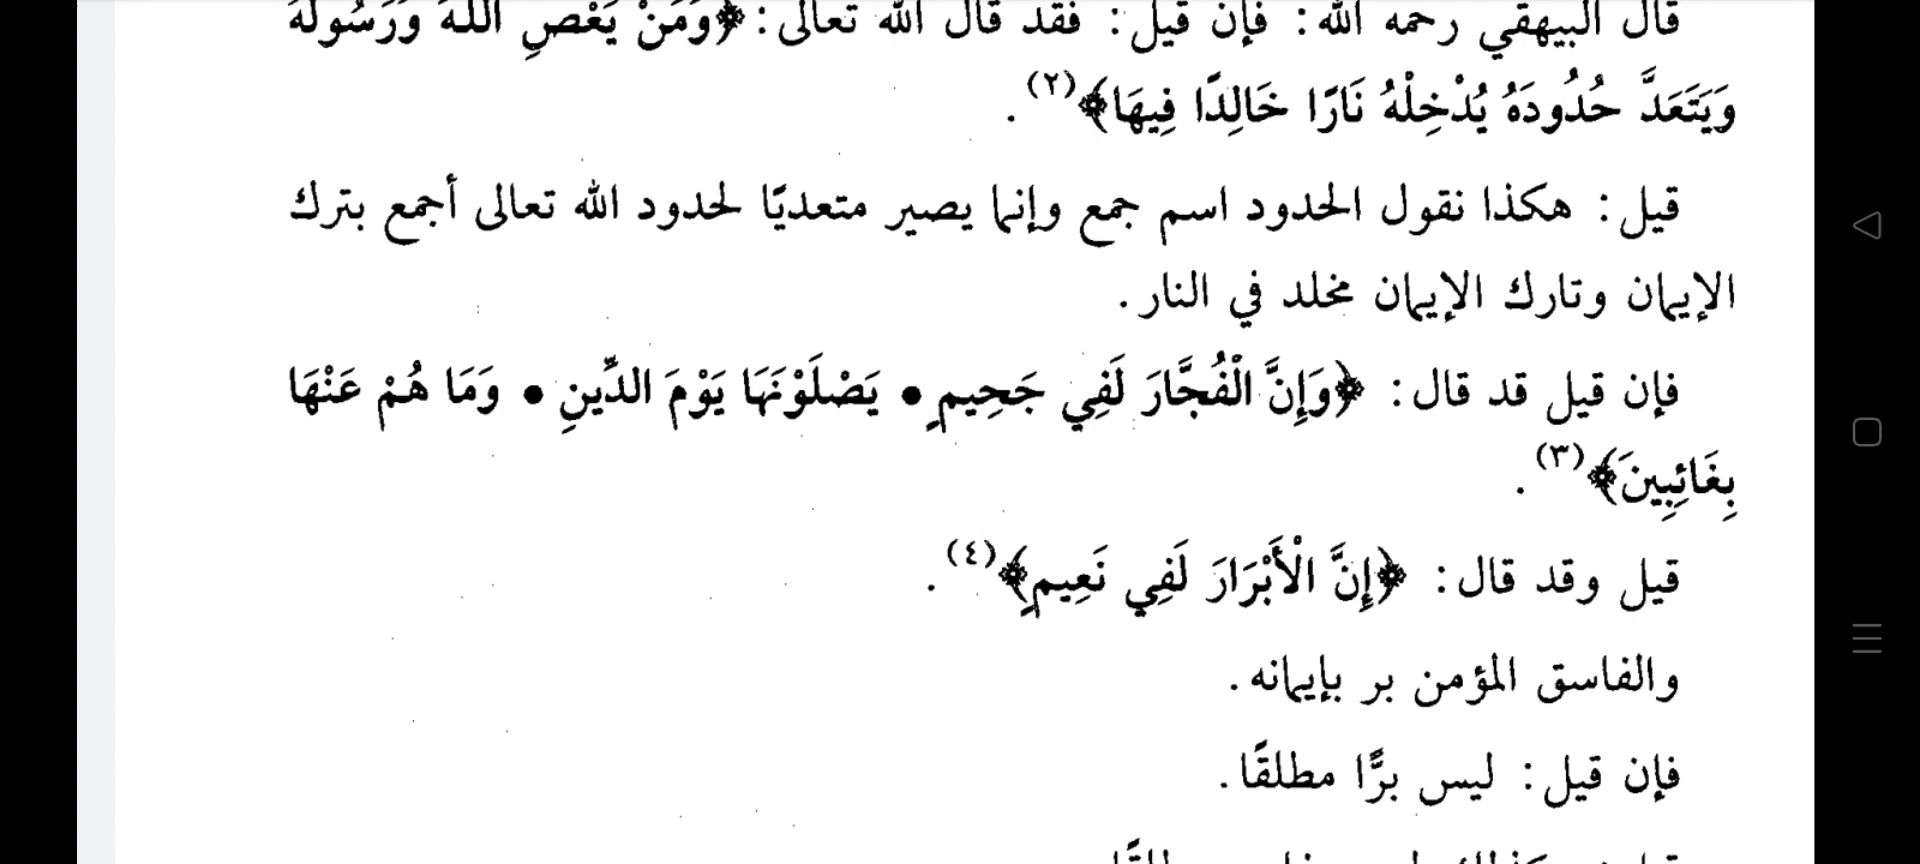 قال البيهقي رحمه الله: فإن قيل: فقد قال الله تعالى: ﴿وَمَنْ يَعْصِ اللَّهَ وَرَسُولَهُ
وَيَتَعَدَّ حُدُودَهُ يُدْخِلْهُ نَارًا خَالِدًا فِيهَا﴾(٢).
قيل: هكذا نقول الحدود اسم جمع وإنما يصير متعديًا لحدود الله تعالى أجمع بترك
الإيمان وتارك الإيمان مخلد في النار.
فإن قيل قد قال: ﴿وَإِنَّ الْفُجَّارَ لَفِي جَحِيمٍ • يَصْلَوْنَهَا يَوْمَ الدِّينِ • وَمَا هُمْ عَنْهَا
بِغَائِبِينَ﴾(٣).
قيل وقد قال: ﴿إِنَّ الْأَبْرَارَ لَفِي نَعِيمٍ﴾(٤).
والفاسق المؤمن بر بإيمانه.
فإن قيل: ليس برًّا مطلقًا.